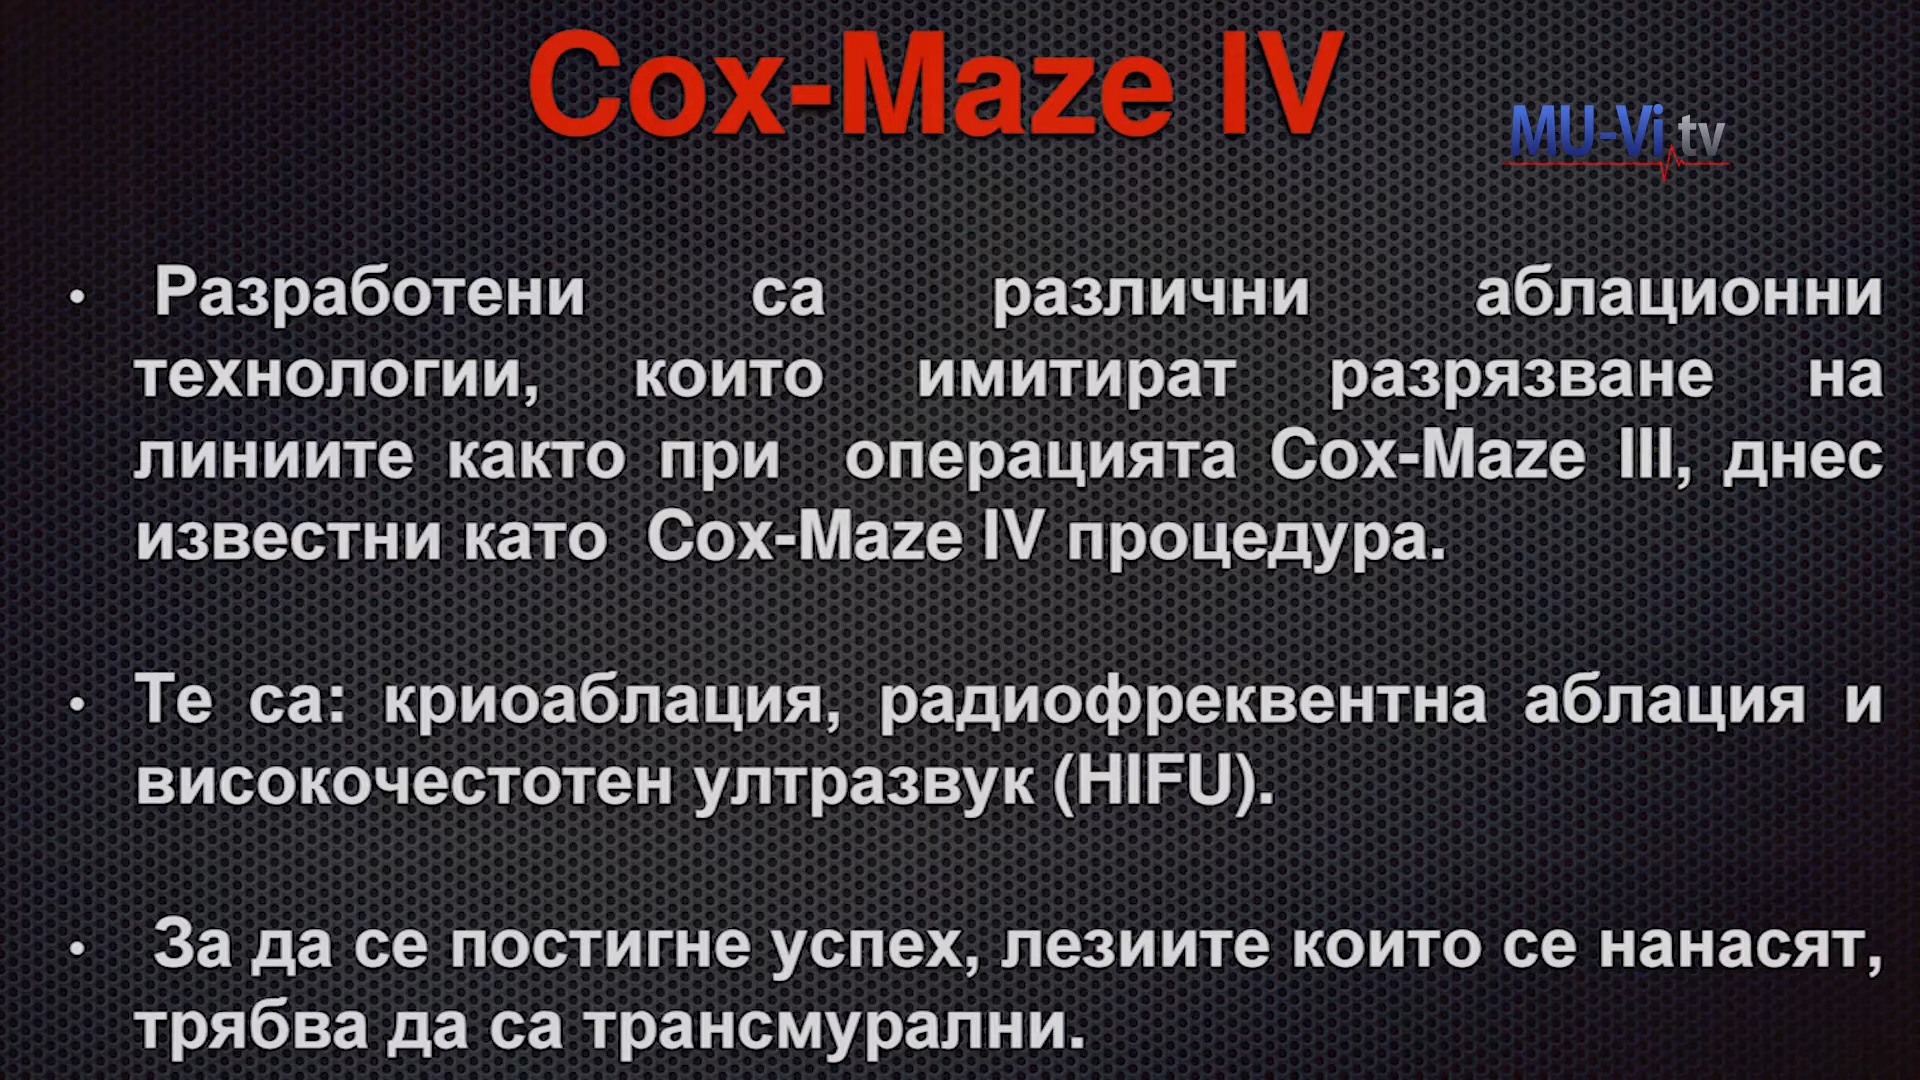 Cox-Maze IV
MU-Vi.tv
• Разработени са различни аблационни
технологии, които имитират разрязване на
линиите както при операцията Cox-Maze III, днес
известни като Cox-Maze IV процедура.
• Те са: криоаблация, радиофреквентна аблация и
високочестотен ултразвук (HIFU).
• За да се постигне успех, лезиите които се нанасят,
трябва да са трансмурални.